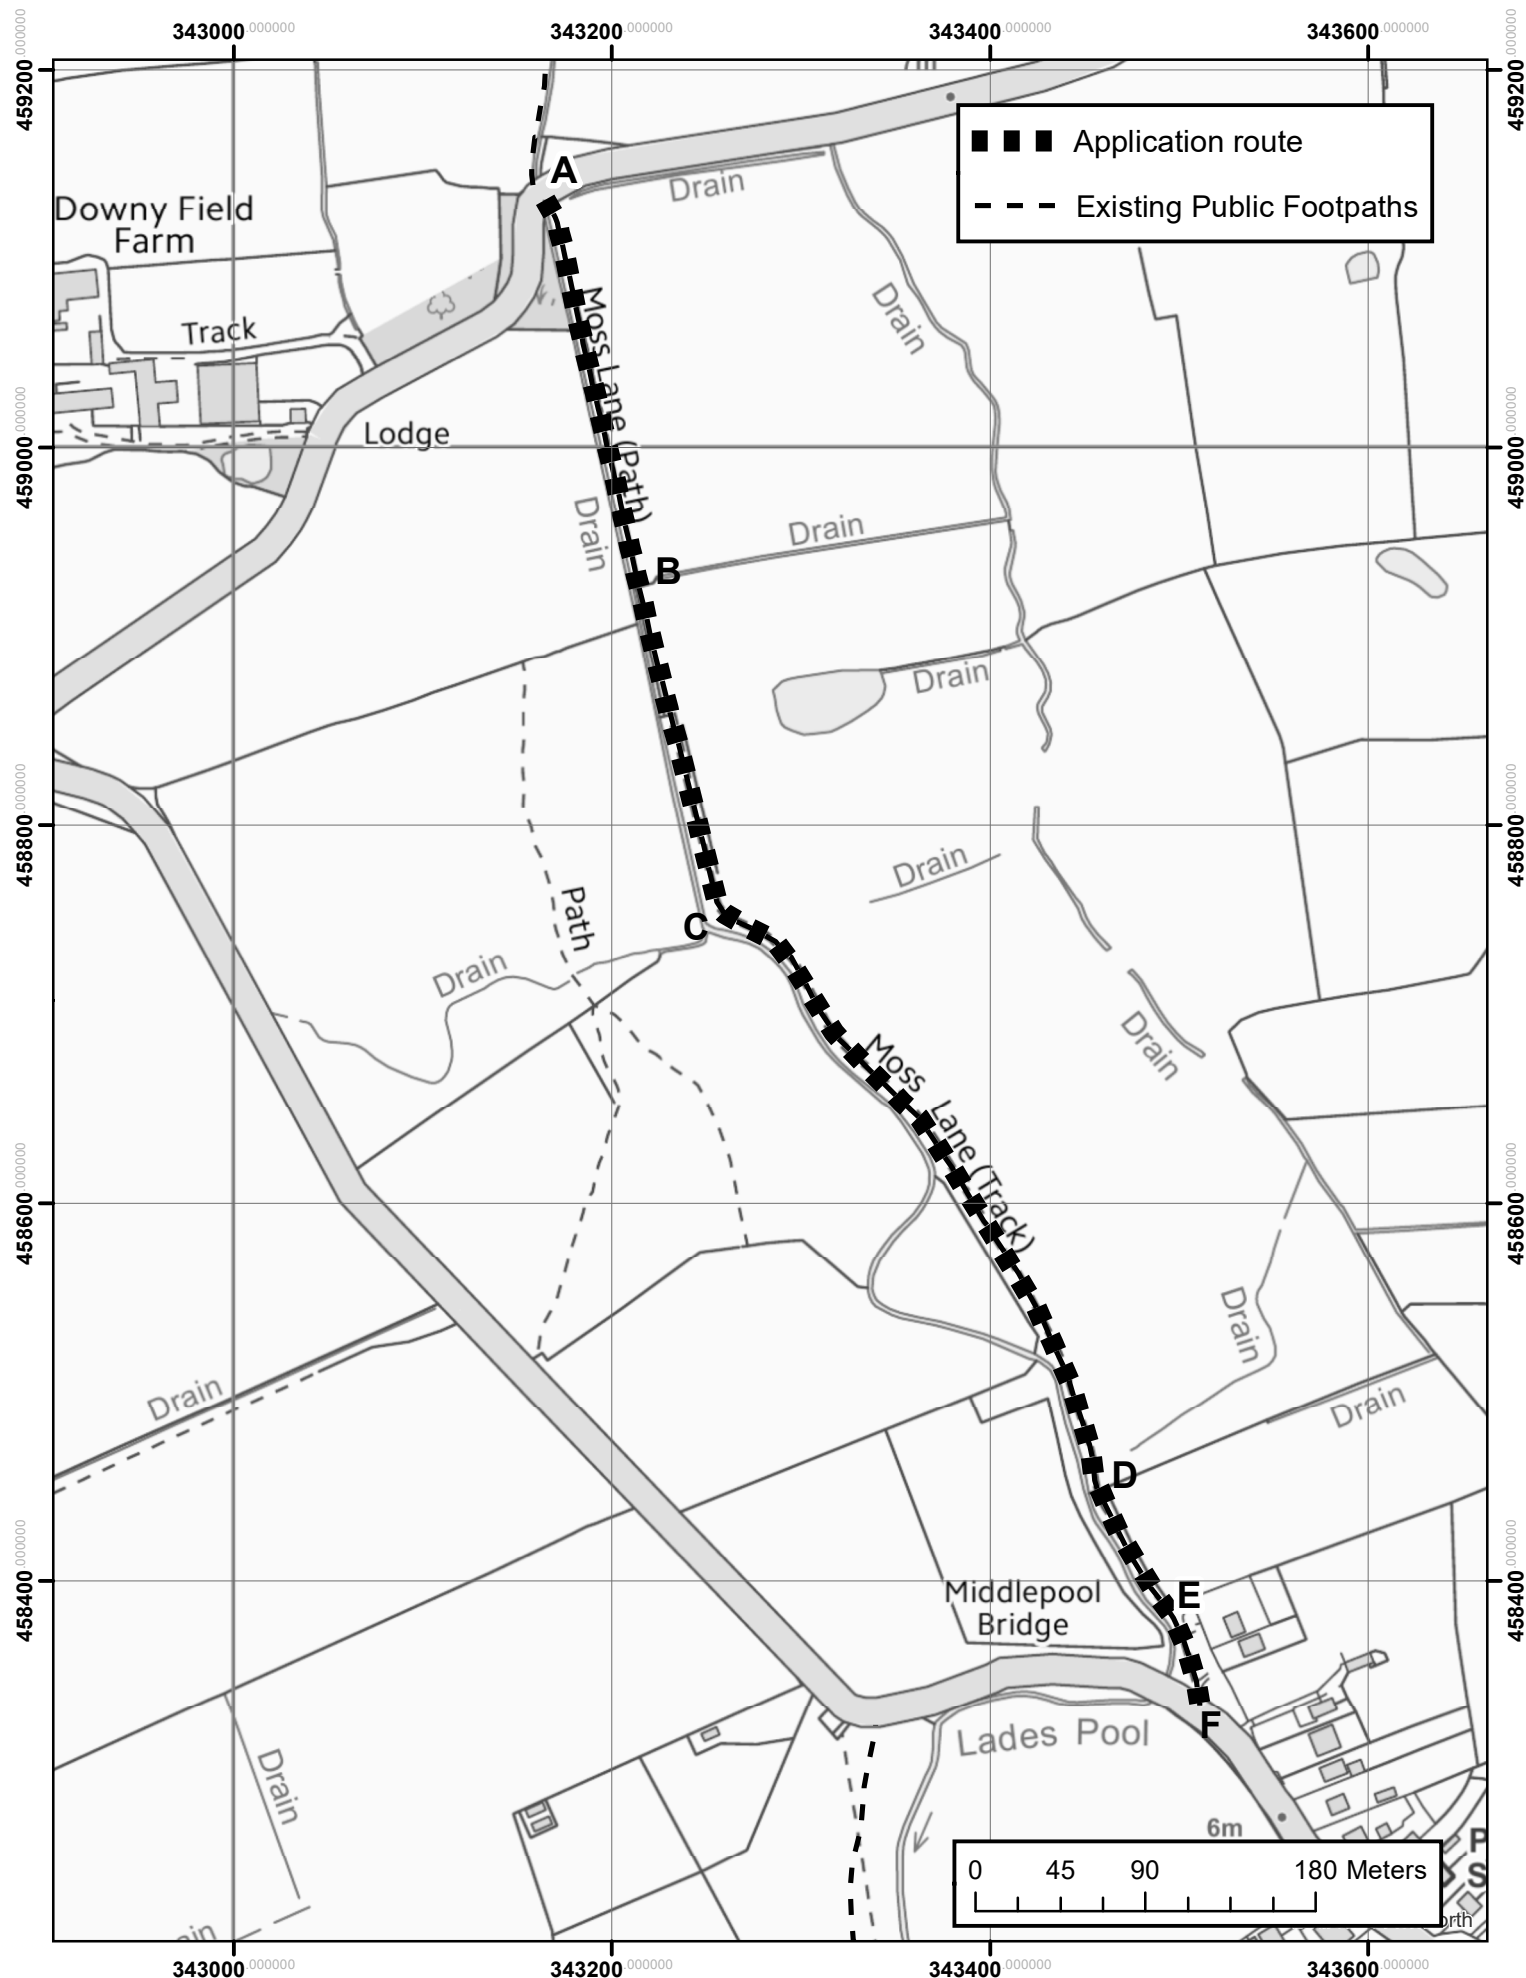 343000.000000 343200.000000 343400.000000 343600.000000
459200.000000
459200.000000
A
Application route
Existing Public Footpaths
Drain
Downy Field
Farm
Drain
Track
Moss Lane (Path)
Lodge
459000.000000
459000.000000
Drain
Drain
B
Drain
458800.000000
458800.000000
Drain
Path
C
Drain
Drain
Moss Lane (Track)
458600.000000
458600.000000
Drain
Drain
Drain
D
458400.000000
458400.000000
Middlepool
Bridge
E
F
Lades Pool
Drain
6m
P
S
0 45 90 180 Meters
orth
ain
343000.000000 343200.000000 343400.000000 343600.000000